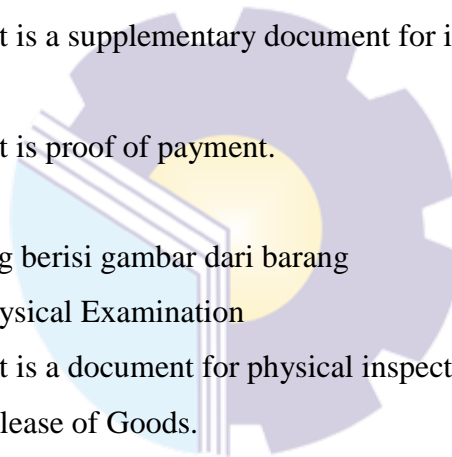 t is a supplementary document for i
t is proof of payment.
g berisi gambar dari barang
ysical Examination
t is a document for physical inspect
lease of Goods.